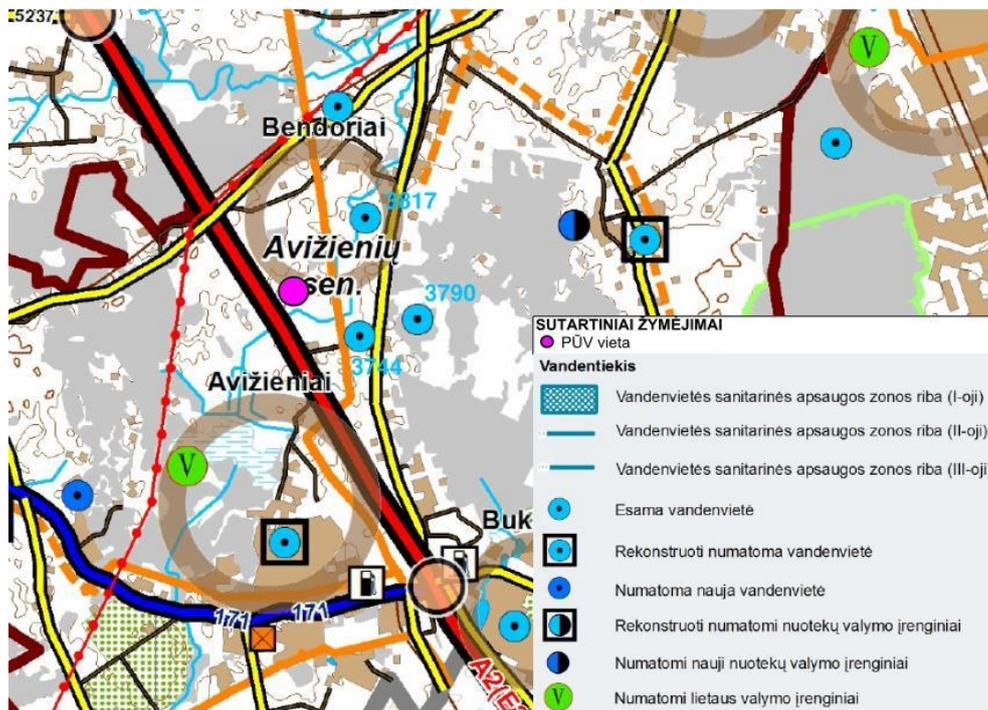 5237
V
Bendoriai
3817
Avižienių
sen.
3790
3744
Avižieniai
V
Buk
171
171
A2(E
SUTARTINIAI ŽYMĖJIMAI
PŪV vieta
Vandentiekis
Vandenvietės sanitarinės apsaugos zonos riba (I-oji)
Vandenvietės sanitarinės apsaugos zonos riba (II-oji)
Vandenvietės sanitarinės apsaugos zonos riba (III-oji)
Esama vandenvietė
Rekonstruoti numatoma vandenvietė
Numatoma nauja vandenvietė
Rekonstruoti numatomi nuotekų valymo įrenginiai
Numatomi nauji nuotekų valymo įrenginiai
V Numatomi lietaus valymo įrenginiai